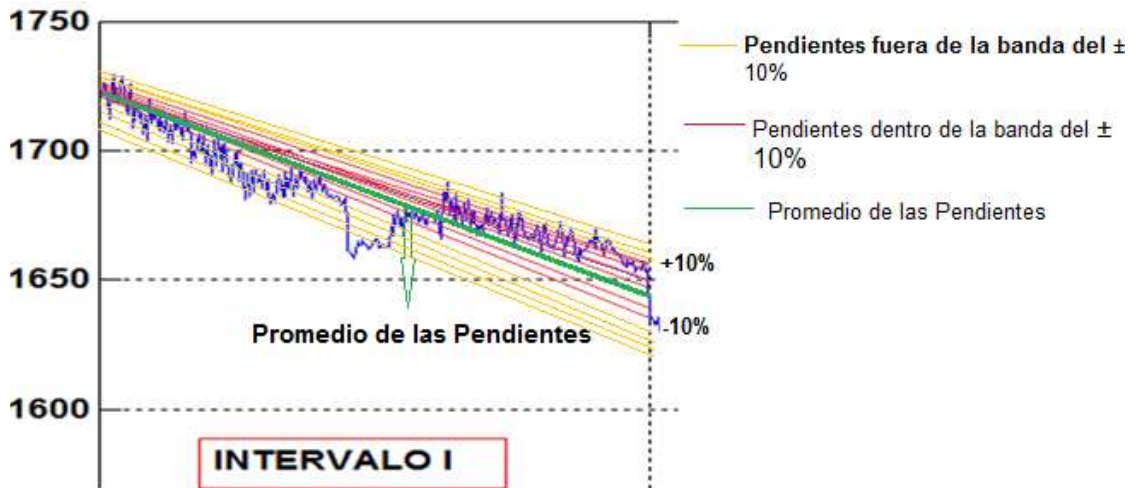 1750
Pendientes fuera de la banda del ±
10%
Pendientes dentro de la banda del ±
10%
1700
Promedio de las Pendientes
+10%
1650
-10%
Promedio de las Pendientes
1600
INTERVALO I